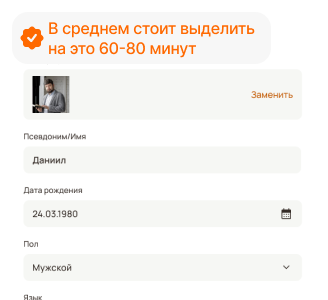 В среднем стоит выделить
на это 60-80 минут
Заменить
Псевдоним/Имя
Даниил
Дата рождения
24.03.1980
Пол
Мужской
Язык